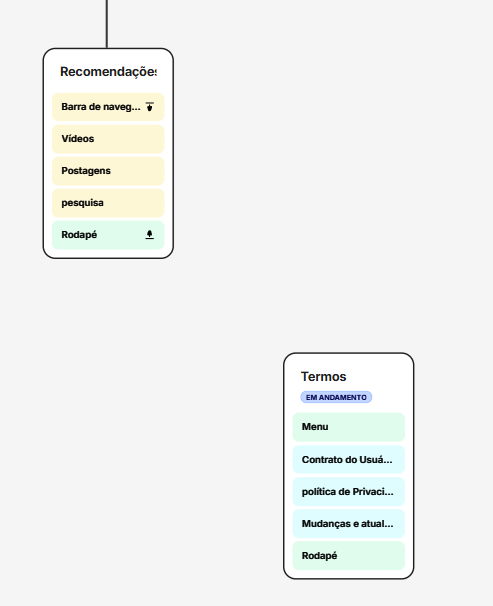 Recomendações
Barra de naveg...
Vídeos
Postagens
pesquisa
Rodapé
Termos
EM ANDAMENTO
Menu
Contrato do Usuá...
política de Privaci...
Mudanças e atual...
Rodapé